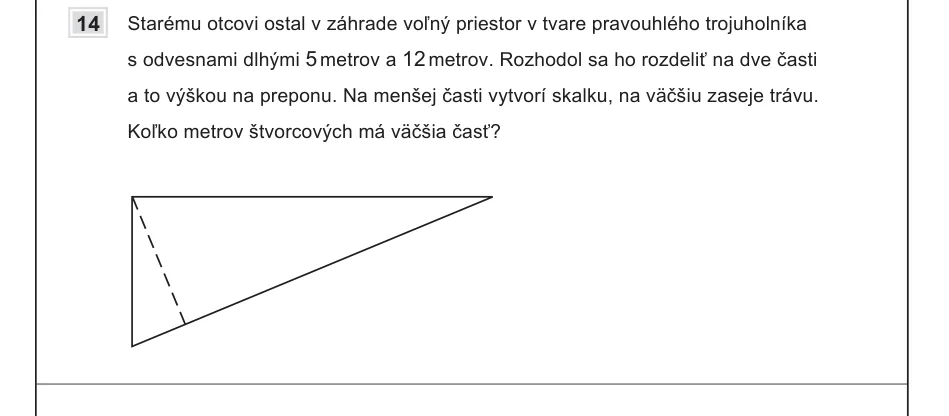 14 Starému otcovi ostal v záhrade voľný priestor v tvare pravouhlého trojuholníka
s odvesnami dlhými 5 metrov a 12 metrov. Rozhodol sa ho rozdeliť na dve časti
a to výškou na preponu. Na menšej časti vytvorí skalku, na väčšiu zaseje trávu.
Koľko metrov štvorcových má väčšia časť?